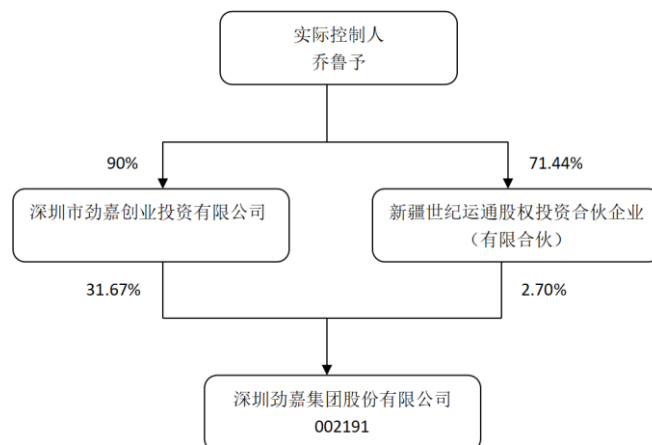 实际控制人
乔鲁予
90%
71.44%
深圳市劲嘉创业投资有限公司
新疆世纪运通股权投资合伙企业
（有限合伙）
31.67%
2.70%
深圳劲嘉集团股份有限公司
002191